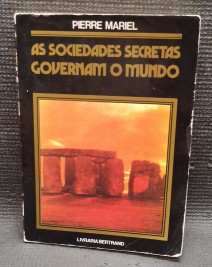 PIERRE MARIEL
AS SOCIEDADES SECRETAS
GOVERNAM O MUNDO
LIVRARIA BERTRAND